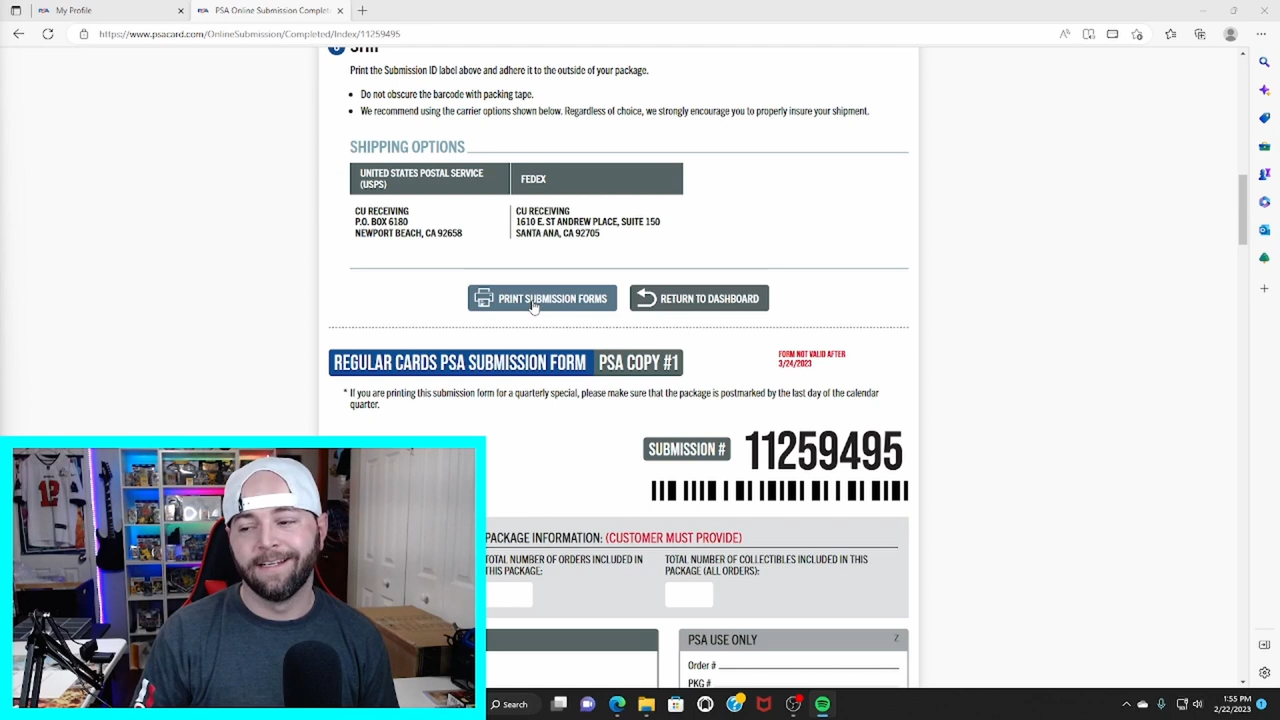 My Profile
PSA Online Submission Complet
https://www.psacard.com/OnlineSubmission/Completed/Index/11259495
Print the Submission ID label above and adhere it to the outside of your package.
Do not obscure the barcode with packing tape.
We recommend using the carrier options shown below. Regardless of choice, we strongly encourage you to properly insure your shipment.
SHIPPING OPTIONS
UNITED STATES POSTAL SERVICE
(USPS)
FEDEX
CU RECEIVING
P.O. BOX 6180
NEWPORT BEACH, CA 92658
CU RECEIVING
1610 E. ST ANDREW PLACE, SUITE 150
SANTA ANA, CA 92705
PRINT SUBMISSION FORMS
RETURN TO DASHBOARD
REGULAR CARDS PSA SUBMISSION FORM PSA COPY #1
FORM NOT VALID AFTER
3/24/2023
* If you are printing this submission form for a quarterly special, please make sure that the package is postmarked by the last day of the calendar
quarter.
SUBMISSION # 11259495
PACKAGE INFORMATION: (CUSTOMER MUST PROVIDE)
TOTAL NUMBER OF ORDERS INCLUDED IN
THIS PACKAGE:
TOTAL NUMBER OF COLLECTIBLES INCLUDED IN THIS
PACKAGE (ALL ORDERS):
PSA USE ONLY
Z
Order #
PKG #
12
Search
1:55 PM
2/22/2023